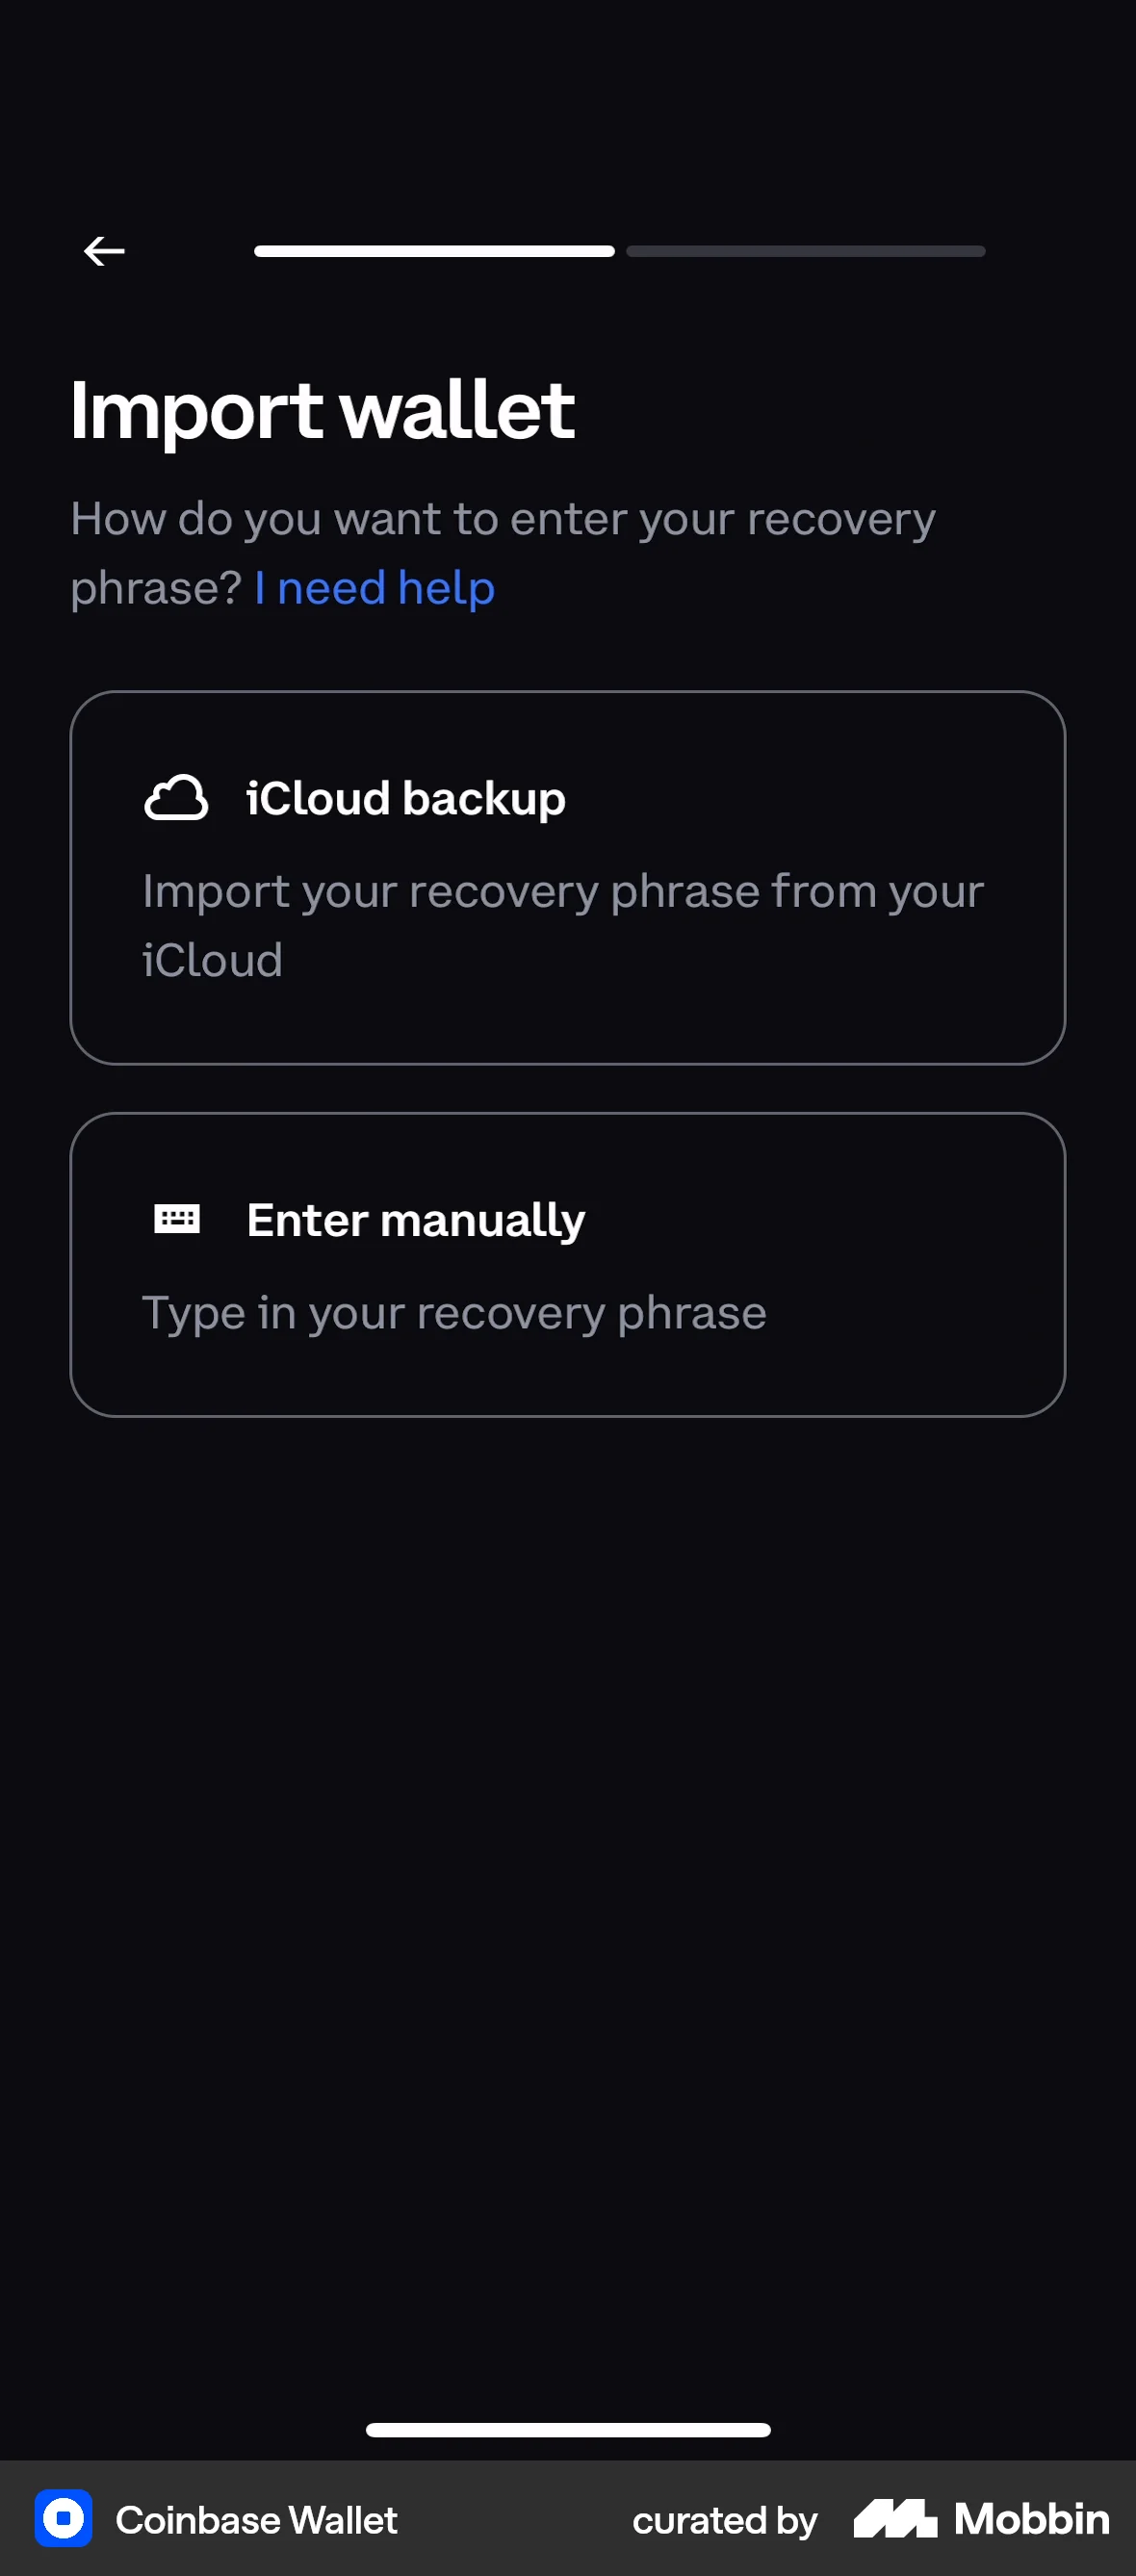 Import wallet
How do you want to enter your recovery
phrase? I need help
iCloud backup
Import your recovery phrase from your
iCloud
Enter manually
Type in your recovery phrase
Coinbase Wallet
curated by Mobbin